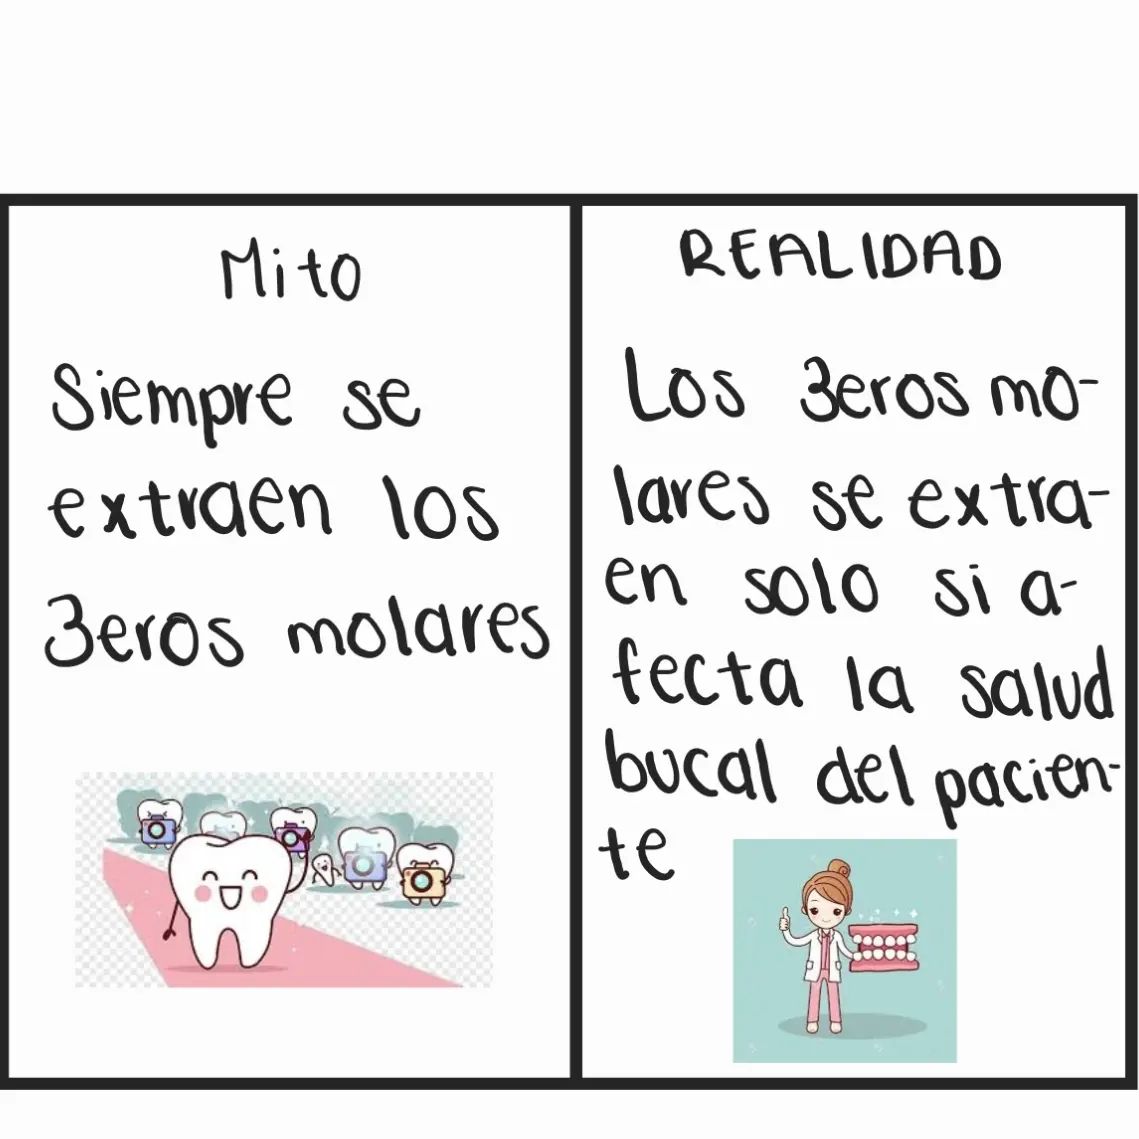 Mito
Siempre se
extraen los
3eros molares
REALIDAD
Los 3eros mo-
lares se extra-
en solo si a-
fecta la salud
bucal del pacien-
te